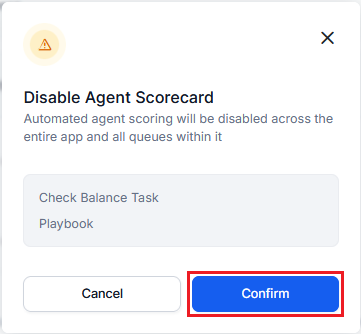 Disable Agent Scorecard
Automated agent scoring will be disabled across the
entire app and all queues within it
Check Balance Task
Playbook
Cancel
Confirm